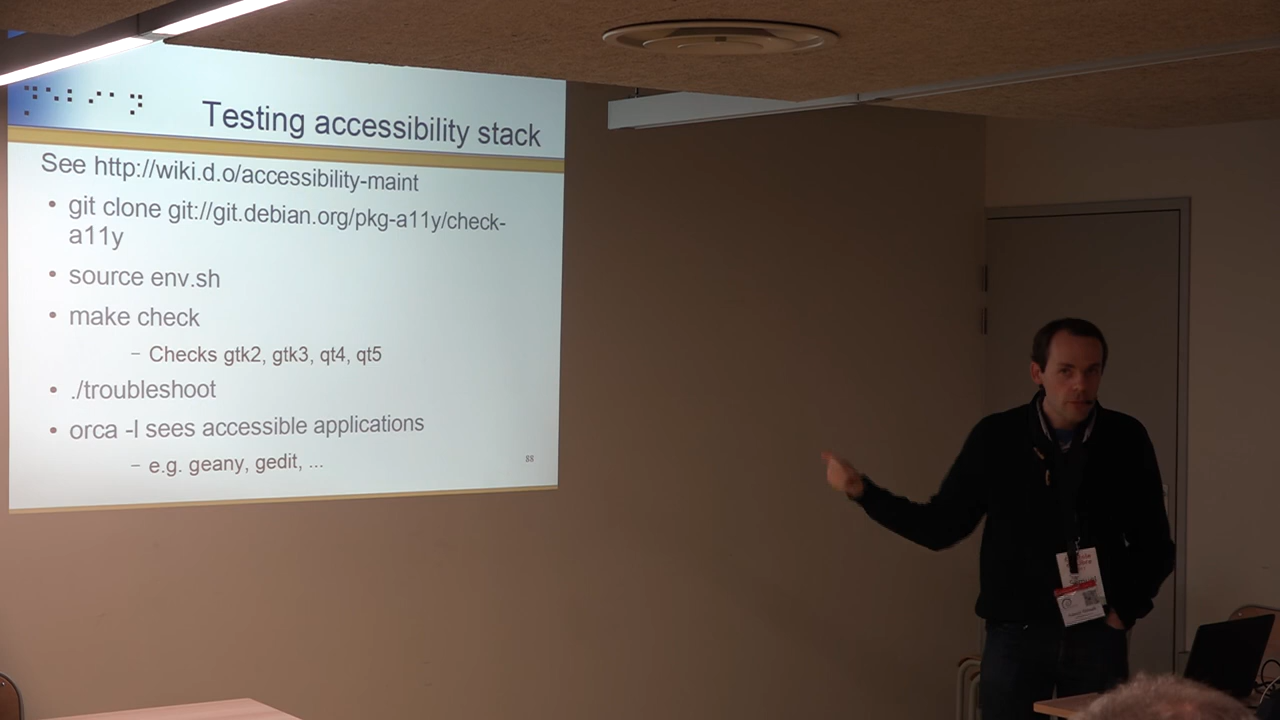 Testing accessibility stack
See http://wiki.d.o/accessibility-maint
• git clone git://git.debian.org/pkg-a11y/check-
a11y
• source env.sh
• make check
– Checks gtk2, gtk3, qt4, qt5
• ./troubleshoot
• orca -l sees accessible applications
– e.g. geany, gedit, ...
88